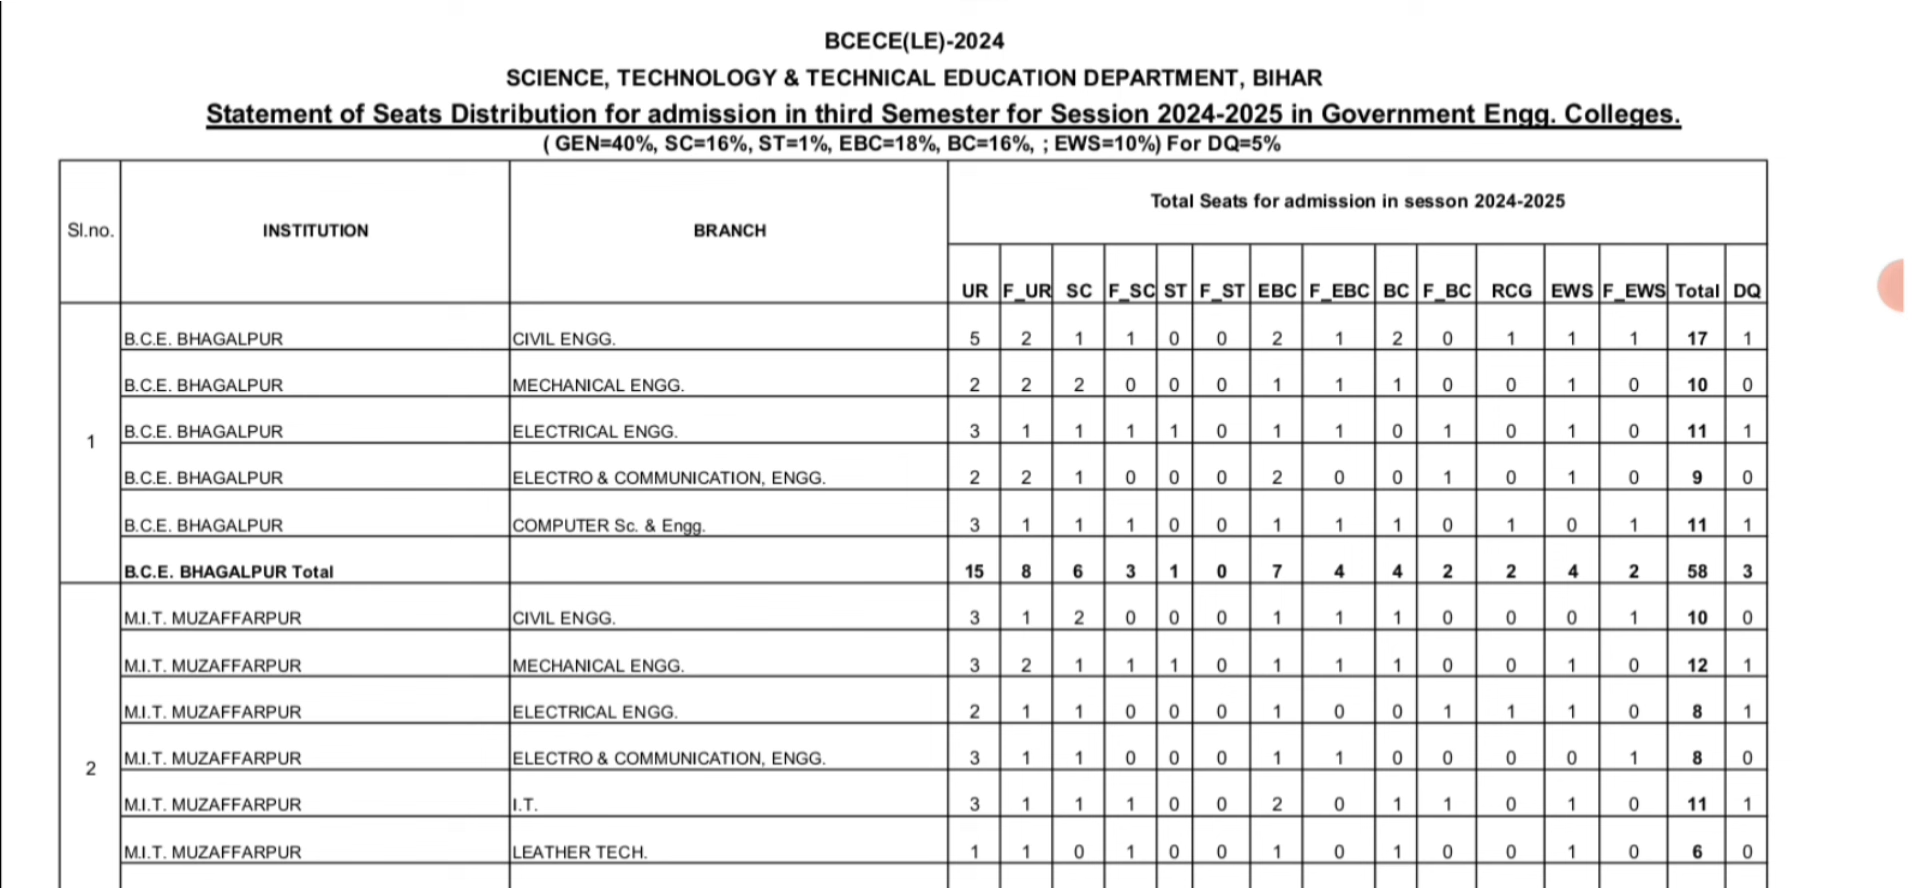 BCECE(LE)-2024
SCIENCE, TECHNOLOGY & TECHNICAL EDUCATION DEPARTMENT, BIHAR
Statement of Seats Distribution for admission in third Semester for Session 2024-2025 in Government Engg. Colleges.
( GEN=40%, SC=16%, ST=1%, EBC=18%, BC=16%, ; EWS=10%) For DQ=5%
Sl.no. INSTITUTION BRANCH Total Seats for admission in sesson 2024-2025
UR F_UR SC F_SC ST F_ST EBC F_EBC BC F_BC RCG EWS F_EWS Total DQ
1
B.C.E. BHAGALPUR CIVIL ENGG. 5 2 1 1 0 0 2 1 2 0 1 1 1 17 1
B.C.E. BHAGALPUR MECHANICAL ENGG. 2 2 2 0 0 0 1 1 1 0 0 1 0 10 0
B.C.E. BHAGALPUR ELECTRICAL ENGG. 3 1 1 1 1 0 1 1 0 1 0 1 0 11 1
B.C.E. BHAGALPUR ELECTRO & COMMUNICATION, ENGG. 2 2 1 0 0 0 2 0 0 1 0 1 0 9 0
B.C.E. BHAGALPUR COMPUTER Sc. & Engg. 3 1 1 1 0 0 1 1 1 0 1 0 1 11 1
B.C.E. BHAGALPUR Total 15 8 6 3 1 0 7 4 4 2 2 4 2 58 3
2
M.I.T. MUZAFFARPUR CIVIL ENGG. 3 1 2 0 0 0 1 1 1 0 0 0 1 10 0
M.I.T. MUZAFFARPUR MECHANICAL ENGG. 3 2 1 1 1 0 1 1 1 0 0 1 0 12 1
M.I.T. MUZAFFARPUR ELECTRICAL ENGG. 2 1 1 0 0 0 1 0 0 1 1 1 0 8 1
M.I.T. MUZAFFARPUR ELECTRO & COMMUNICATION, ENGG. 3 1 1 0 0 0 1 1 0 0 0 0 1 8 0
M.I.T. MUZAFFARPUR I.T. 3 1 1 1 0 0 2 0 1 1 0 1 0 11 1
M.I.T. MUZAFFARPUR LEATHER TECH. 1 1 0 1 0 0 1 0 1 0 0 1 0 6 0